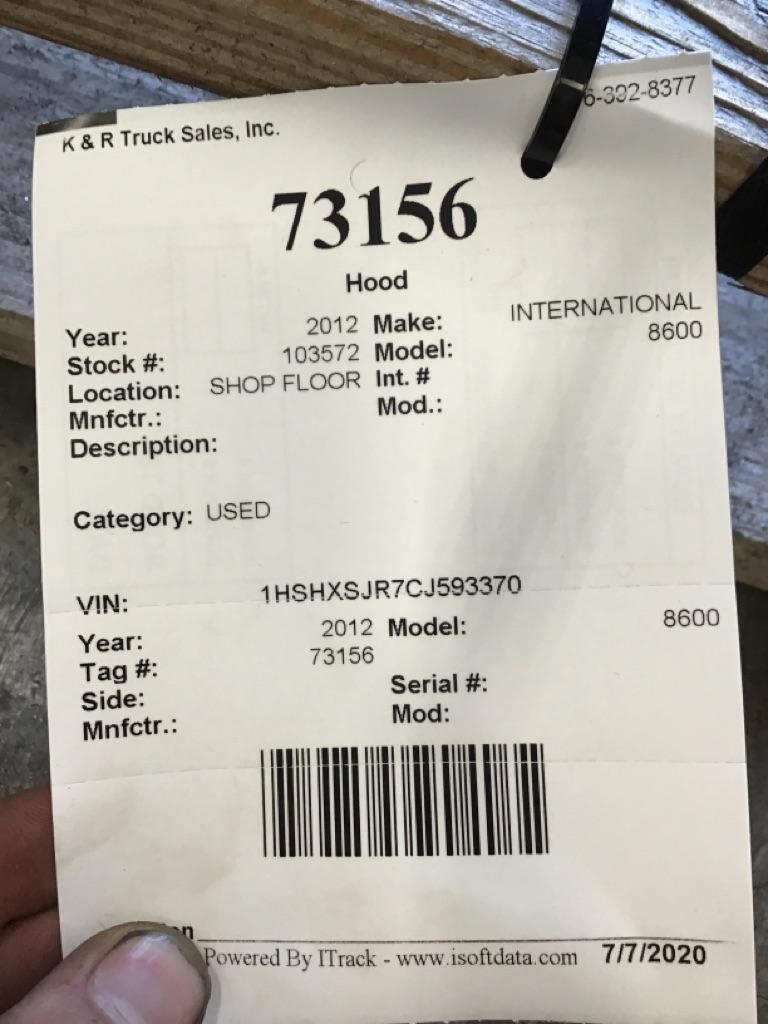 K & R Truck Sales, Inc. 6-392-8377
73156
Hood
Year: 2012 Make: INTERNATIONAL
Stock #: 103572 Model: 8600
Location: SHOP FLOOR Int. #
Mnfctr.: Mod.:
Description:
Category: USED
VIN: 1HSHXSJR7CJ593370
Year: 2012 Model: 8600
Tag #: 73156
Side: Serial #:
Mnfctr.: Mod:
Powered By ITrack - www.isoftdata.com 7/7/2020